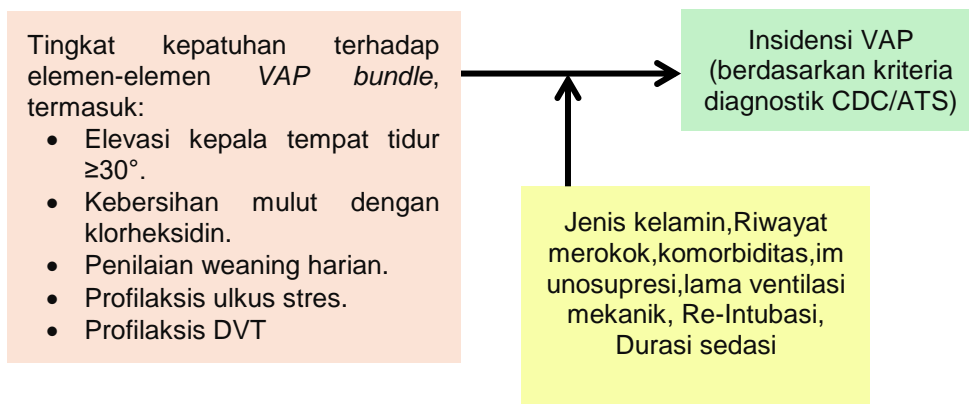 Tingkat kepatuhan terhadap
elemen-elemen VAP bundle,
termasuk:
• Elevasi kepala tempat tidur
≥30°.
• Kebersihan mulut dengan
klorheksidin.
• Penilaian weaning harian.
• Profilaksis ulkus stres.
• Profilaksis DVT
Insidensi VAP
(berdasarkan kriteria
diagnostik CDC/ATS)
Jenis kelamin,Riwayat
merokok,komorbiditas,im
unosupresi,lama ventilasi
mekanik, Re-Intubasi,
Durasi sedasi